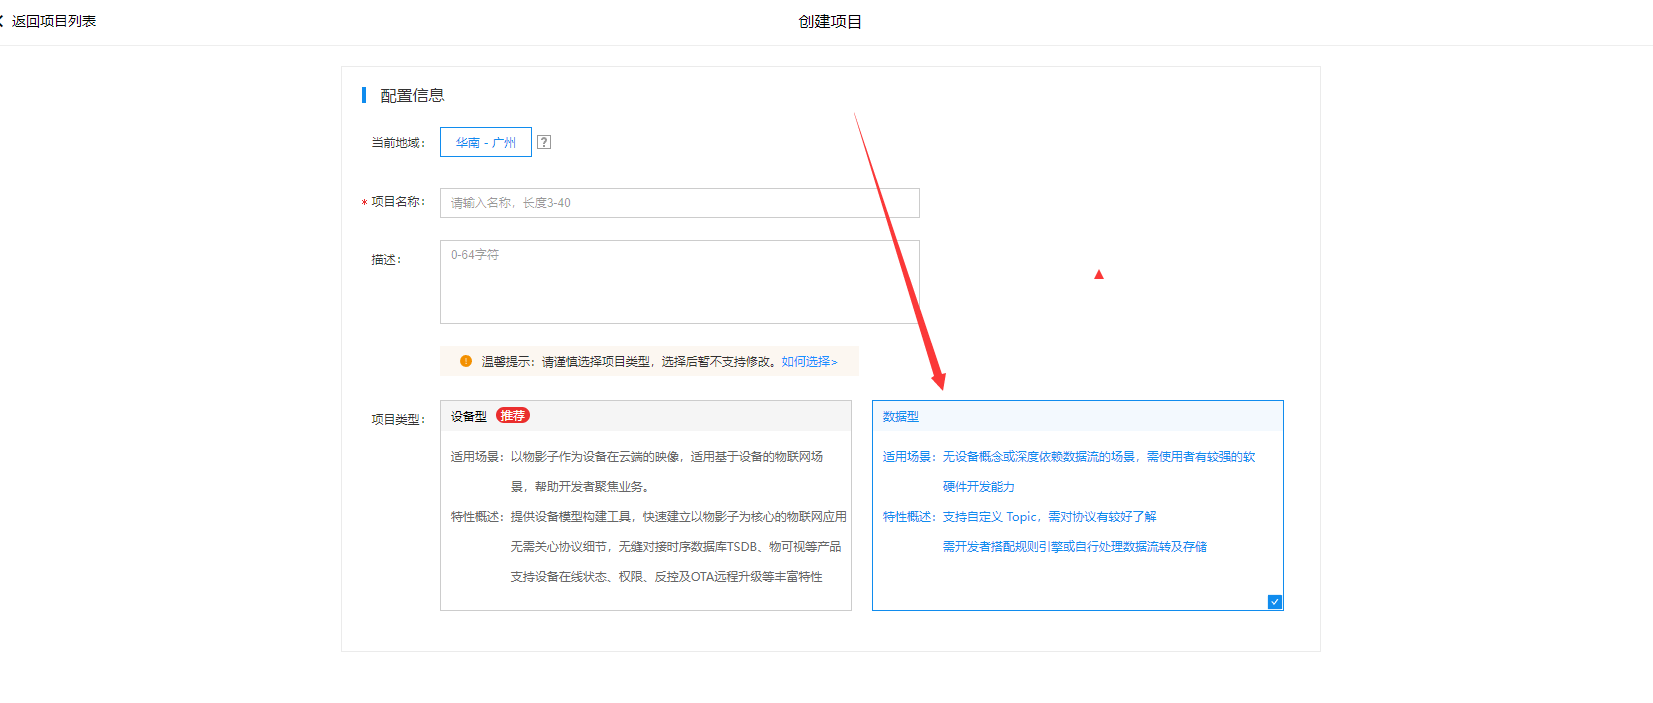 返回项目列表
创建项目
配置信息
当前地域：
华南 - 广州
?
* 项目名称：
请输入名称，长度3-40
描述：
0-64字符
温馨提示：请谨慎选择项目类型，选择后暂不支持修改。如何选择>
项目类型：
设备型 推荐
适用场景：以物影子作为设备在云端的映像，适用基于设备的物联网场
景，帮助开发者聚焦业务。
特性概述：提供设备模型构建工具，快速建立以物影子为核心的物联网应用
无需关心协议细节，无缝对接时序数据库TSDB、物可视等产品
支持设备在线状态、权限、反控及OTA远程升级等丰富特性
数据型
适用场景：无设备概念或深度依赖数据流的场景，需使用者有较强的软
硬件开发能力
特性概述：支持自定义 Topic，需对协议有较好了解
需开发者搭配规则引擎或自行处理数据流转及存储